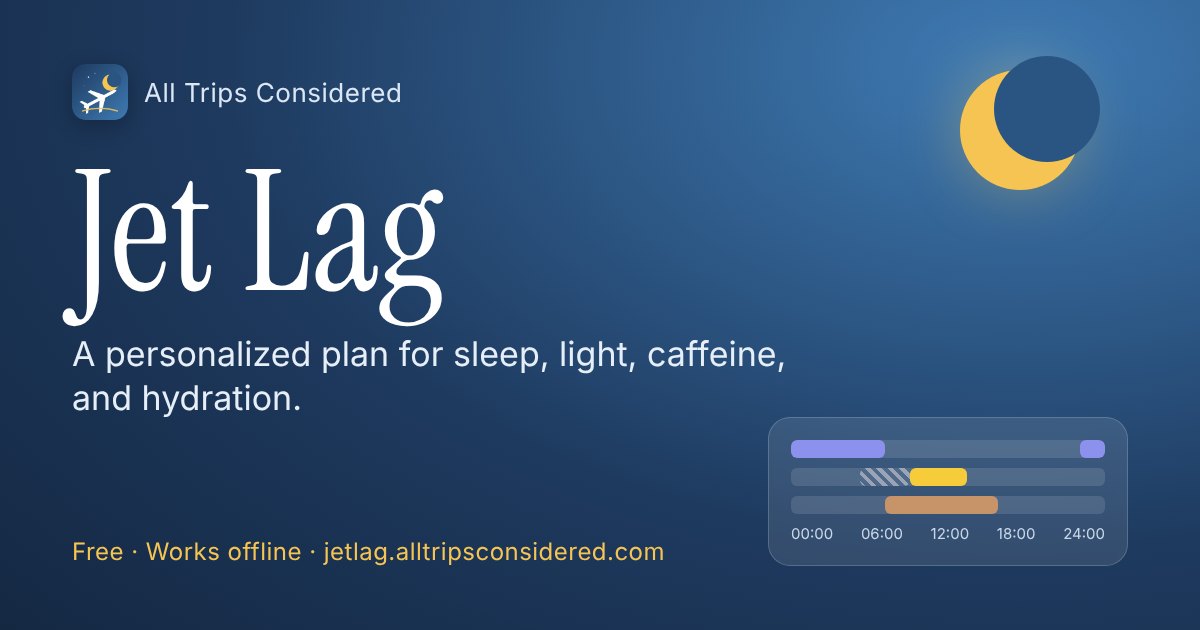 All Trips Considered
Jet Lag
A personalized plan for sleep, light, caffeine,
and hydration.
Free · Works offline · jetlag.alltripsconsidered.com
00:00 06:00 12:00 18:00 24:00